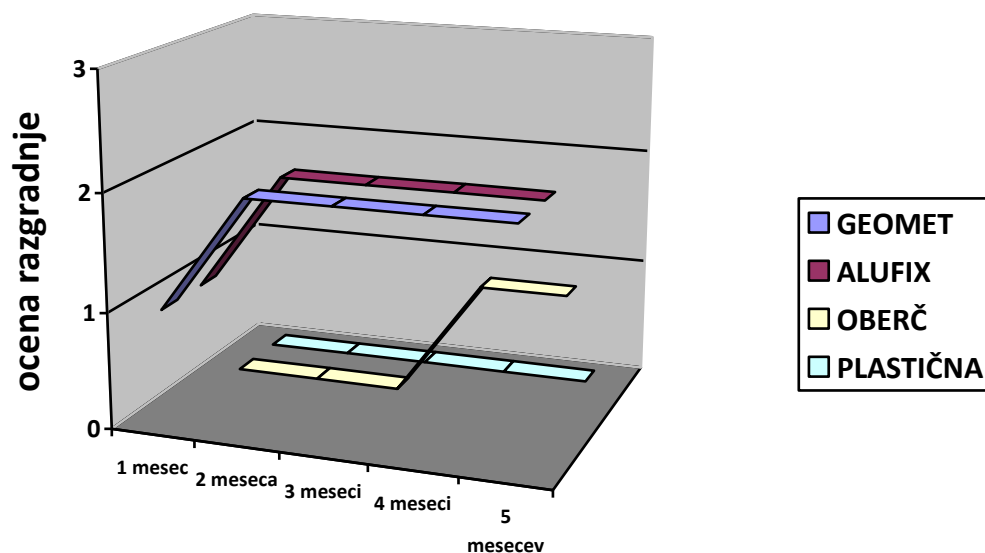 3
2
1
0
ocena razgradnje
1 mesec
2 meseca
3 meseci
4 meseci
5
mesecev
GEOMET
ALUFIX
OBERČ
PLASTIČNA